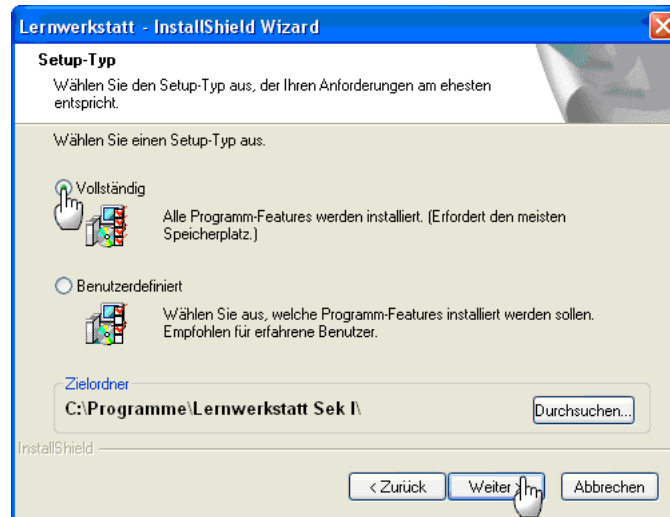 Lernwerkstatt - InstallShield Wizard
Setup-Typ
Wählen Sie den Setup-Typ aus, der Ihren Anforderungen am ehesten
entspricht.
Wählen Sie einen Setup-Typ aus.
Vollständig
Alle Programm-Features werden installiert. (Erfordert den meisten
Speicherplatz.)
Benutzerdefiniert
Wählen Sie aus, welche Programm-Features installiert werden sollen.
Empfohlen für erfahrene Benutzer.
Zielordner
C:\Programme\Lernwerkstatt Sek I\
Durchsuchen...
InstallShield
< Zurück
Weiter >
Abbrechen